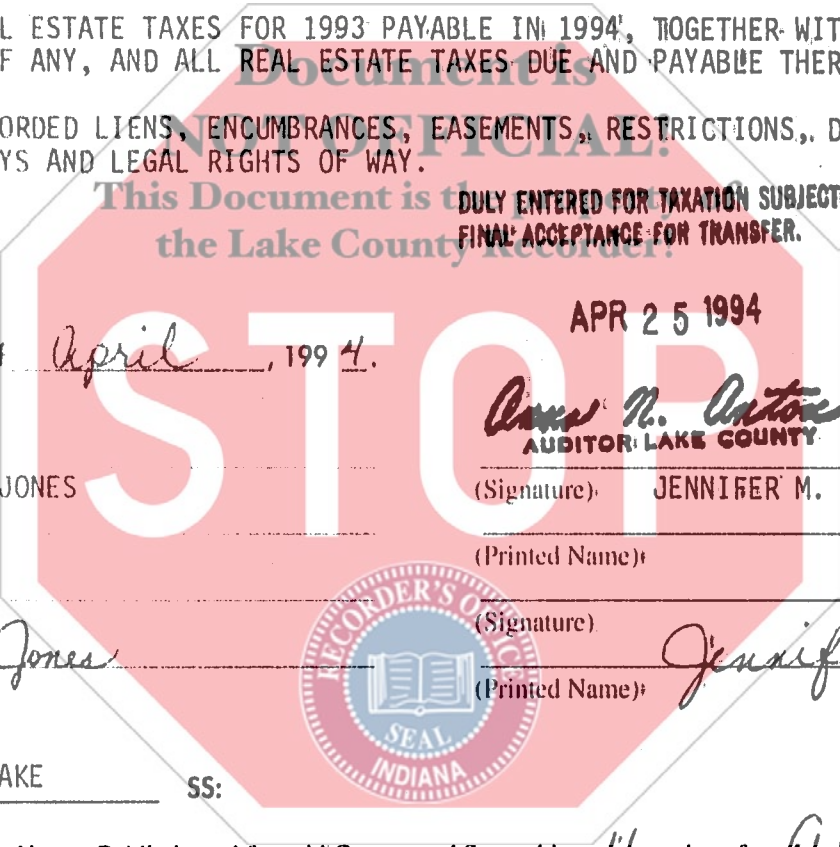 L ESTATE TAXES FOR 1993 PAYABLE IN 1994, TOGETHER WIT
F ANY, AND ALL REAL ESTATE TAXES DUE AND PAYABLE THER
Document is
ORDED LIENS, ENCUMBRANCES, EASEMENTS, RESTRICTIONS, D
NOT OFFICIAL!
YS AND LEGAL RIGHTS OF WAY.
This Document is the property of
the Lake County Recorder!
DULY ENTERED FOR TAXATION SUBJECT
FINAL ACCEPTANCE FOR TRANSFER.
APR 25 1994
April, 1994.
STOP
Anna N. Anton
AUDITOR LAKE COUNTY
JONES
(Signature) JENNIFER M.
(Printed Name)
(Signature)
Jones
Jennif
(Printed Name)
RECORDER'S OFFICE
SEAL
INDIANA
AKE SS: